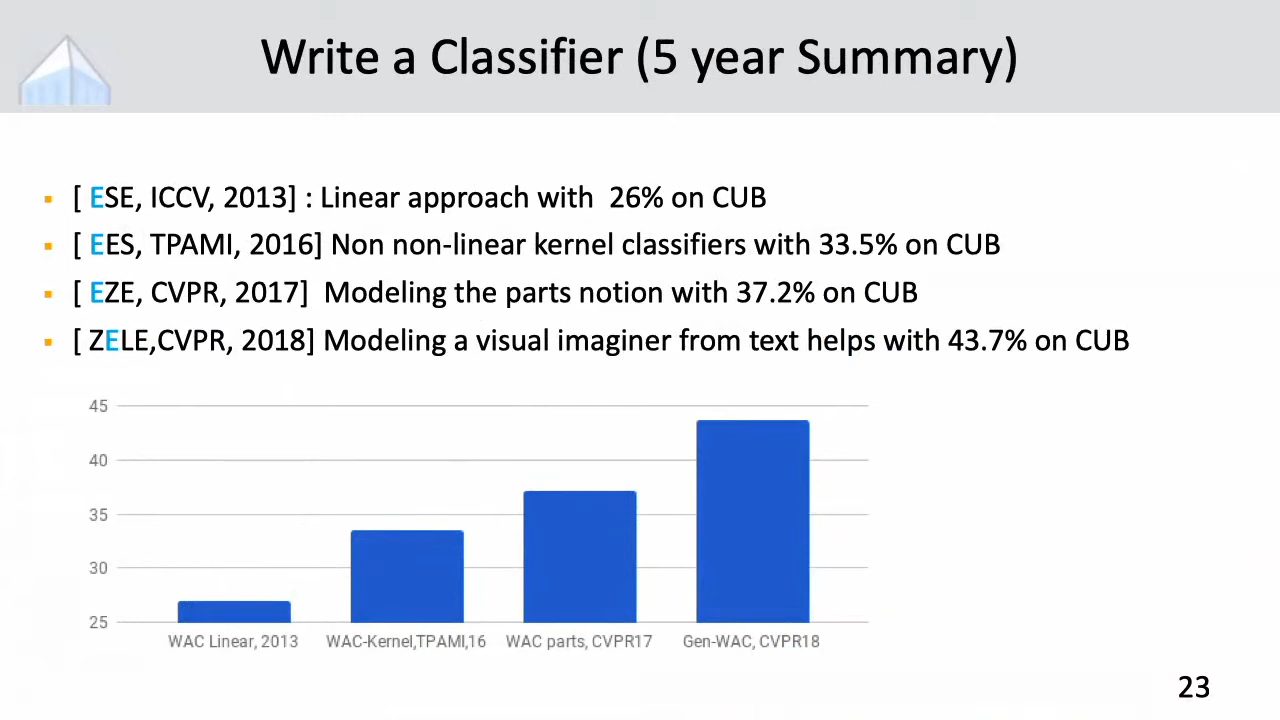 Write a Classifier (5 year Summary)
▪ [ ESE, ICCV, 2013] : Linear approach with  26% on CUB
▪ [ EES, TPAMI, 2016] Non non-linear kernel classifiers with 33.5% on CUB
▪ [ EZE, CVPR, 2017]  Modeling the parts notion with 37.2% on CUB
▪ [ ZELE,CVPR, 2018] Modeling a visual imaginer from text helps with 43.7% on CUB
45
40
35
30
25
WAC Linear, 2013 WAC-Kernel,TPAMI,16 WAC parts, CVPR17 Gen-WAC, CVPR18
23